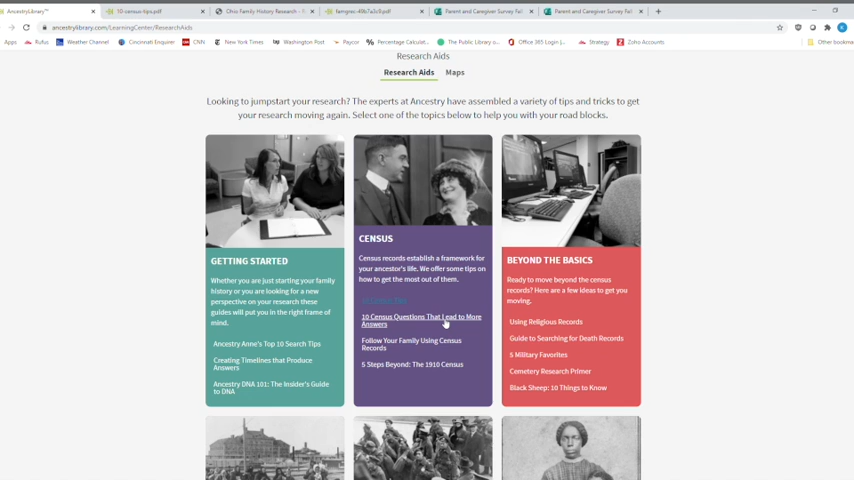 AncestryLibrary™
10-census-tips.pdf
Ohio Family History Research - R
famgres-49b7a3c0.pdf
Parent and Caregiver Survey Fall
Parent and Caregiver Survey Fall
ancestrylibrary.com/LearningCenter/ResearchAids
Apps
Rufus
Weather Channel
Cincinnati Enquirer
CNN
New York Times
Washington Post
Paycor
Percentage Calculat...
The Public Library o...
Office 365 Login J...
Strategy
Zoho Accounts
Other bookma
Research Aids
Research Aids Maps
Looking to jumpstart your research? The experts at Ancestry have assembled a variety of tips and tricks to get
your research moving again. Select one of the topics below to help you with your road blocks.
GETTING STARTED
Whether you are just starting your family
history or you are looking for a new
perspective on your research these
guides will put you in the right frame of
mind.
Ancestry Anne's Top 10 Search Tips
Creating Timelines that Produce
Answers
Ancestry DNA 101: The Insider's Guide
to DNA
CENSUS
Census records establish a framework for
your ancestor's life. We offer some tips on
how to get the most out of them.
10 Census Tips
10 Census Questions That Lead to More
Answers
Follow Your Family Using Census
Records
5 Steps Beyond: The 1910 Census
BEYOND THE BASICS
Ready to move beyond the census
records? Here are a few ideas to get you
moving.
Using Religious Records
Guide to Searching for Death Records
5 Military Favorites
Cemetery Research Primer
Black Sheep: 10 Things to Know